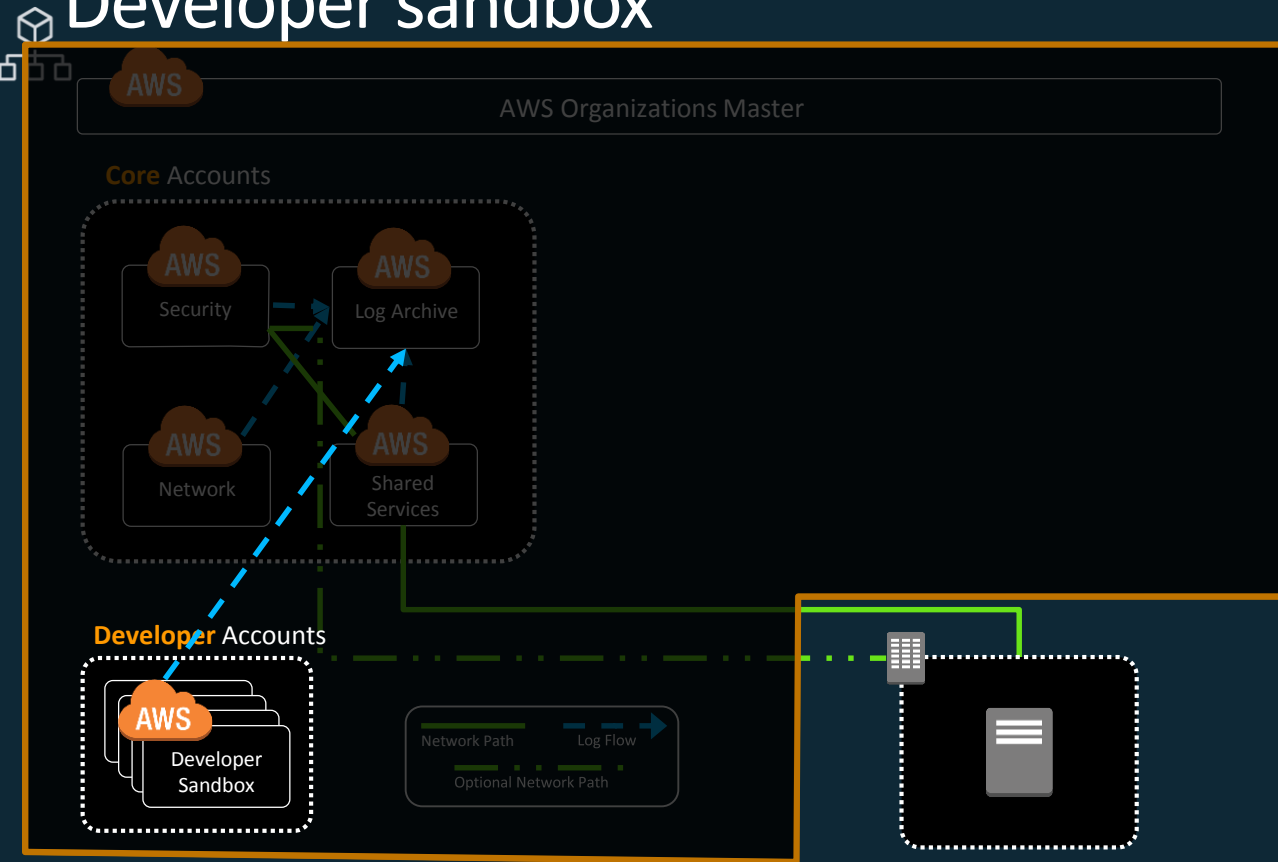 Developer sandbox
AWS
AWS Organizations Master
Core Accounts
AWS
Security
AWS
Log Archive
AWS
Network
AWS
Shared
Services
Developer Accounts
AWS
Developer
Sandbox
Network Path
Log Flow
Optional Network Path